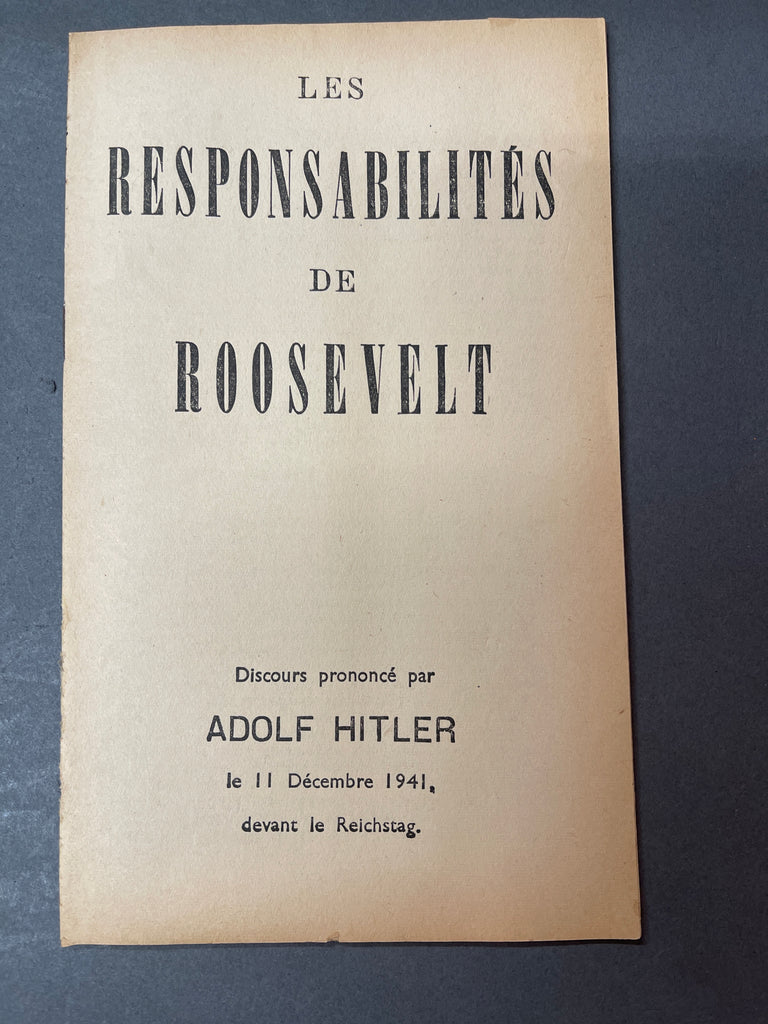 LES
RESPONSABILITÉS
DE
ROOSEVELT
Discours prononcé par
ADOLF HITLER
le 11 Décembre 1941,
devant le Reichstag.